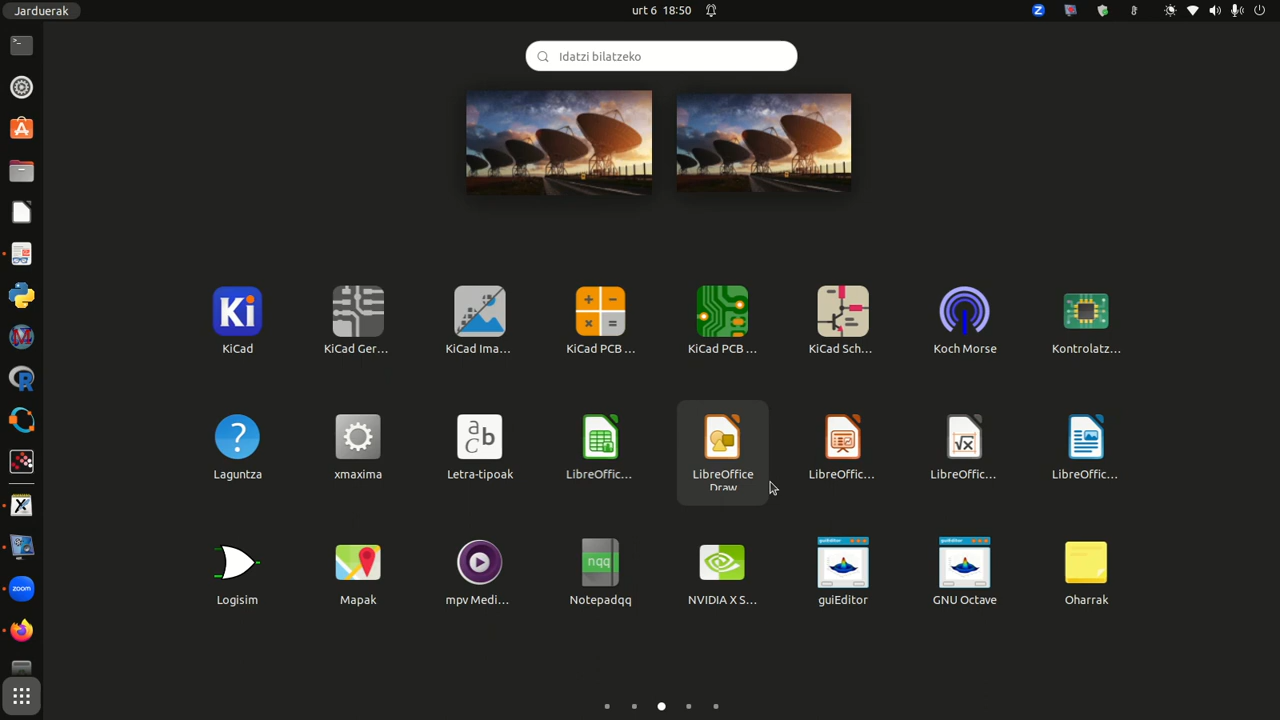 Jarduerak
urt 6 18:50
Idatzi bilatzeko
KiCad
KiCad Ger...
KiCad Ima...
KiCad PCB ...
KiCad PCB ...
KiCad Sch...
Koch Morse
Kontrolatz...
Laguntza
xmaxima
Letra-tipoak
LibreOffic...
LibreOffice
Draw
LibreOffic...
LibreOffic...
LibreOffic...
Logisim
Mapak
mpv Medi...
Notepadqq
NVIDIA X S...
guiEditor
GNU Octave
Oharrak